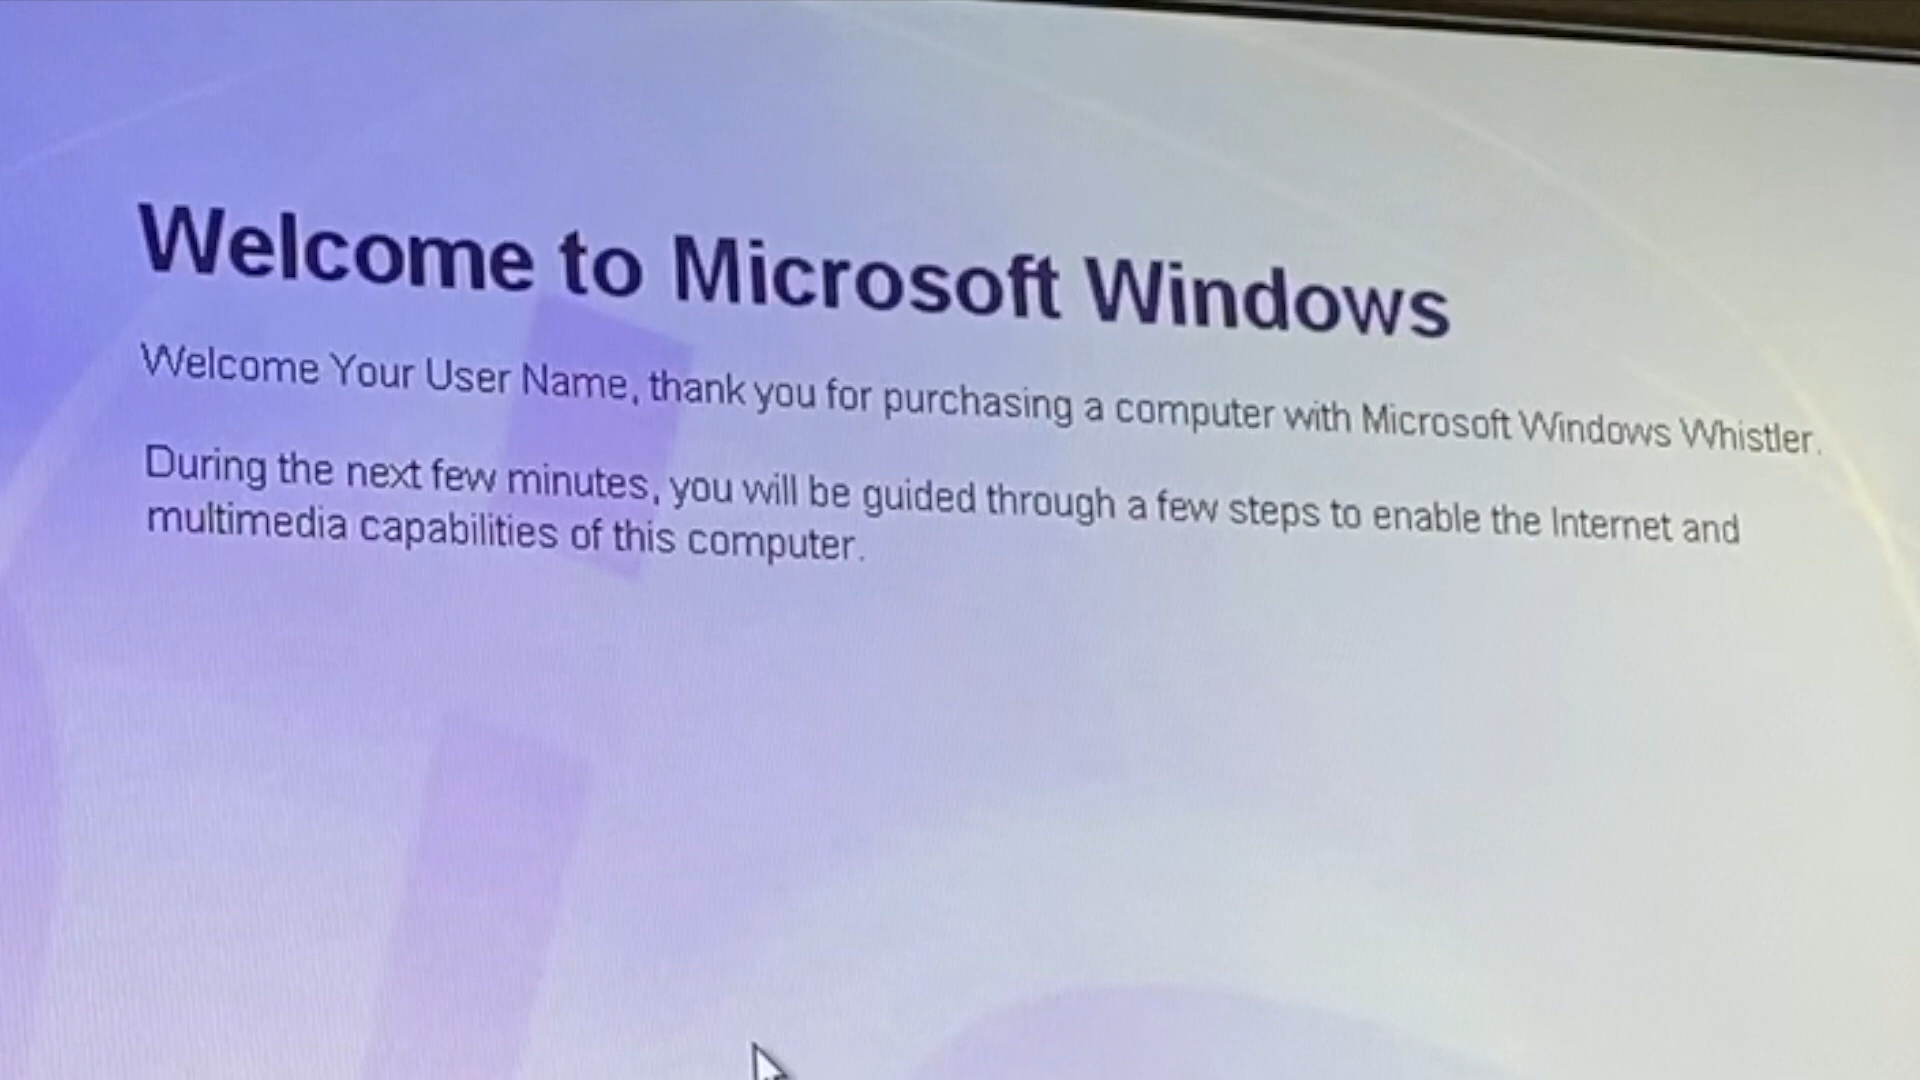 Welcome to Microsoft Windows
Welcome Your User Name, thank you for purchasing a computer with Microsoft Windows Whistler.
During the next few minutes, you will be guided through a few steps to enable the Internet and
multimedia capabilities of this computer.